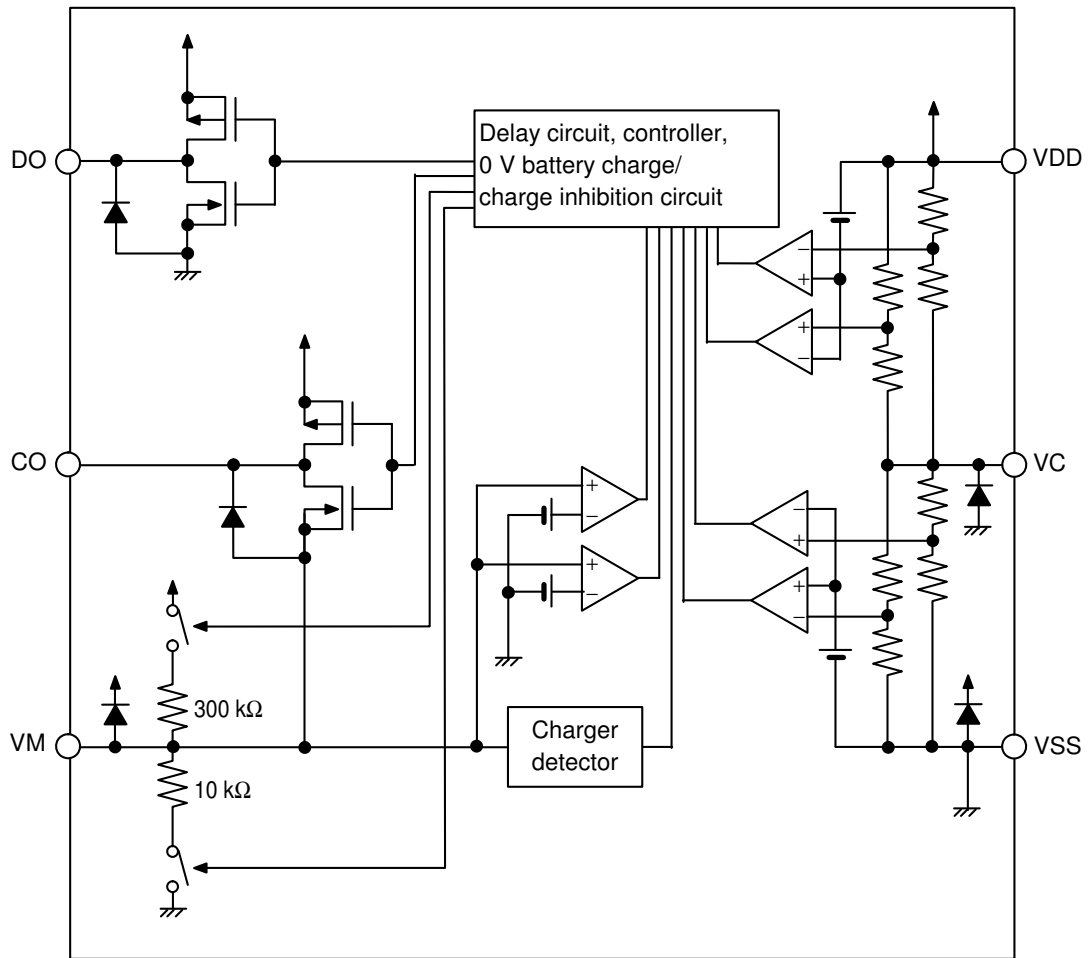 Delay circuit, controller,
0 V battery charge/
charge inhibition circuit
DO
VDD
−
+
+
−
CO
VC
+
−
−
+
+
−
+
−
300 kΩ
VM
Charger
detector
VSS
10 kΩ